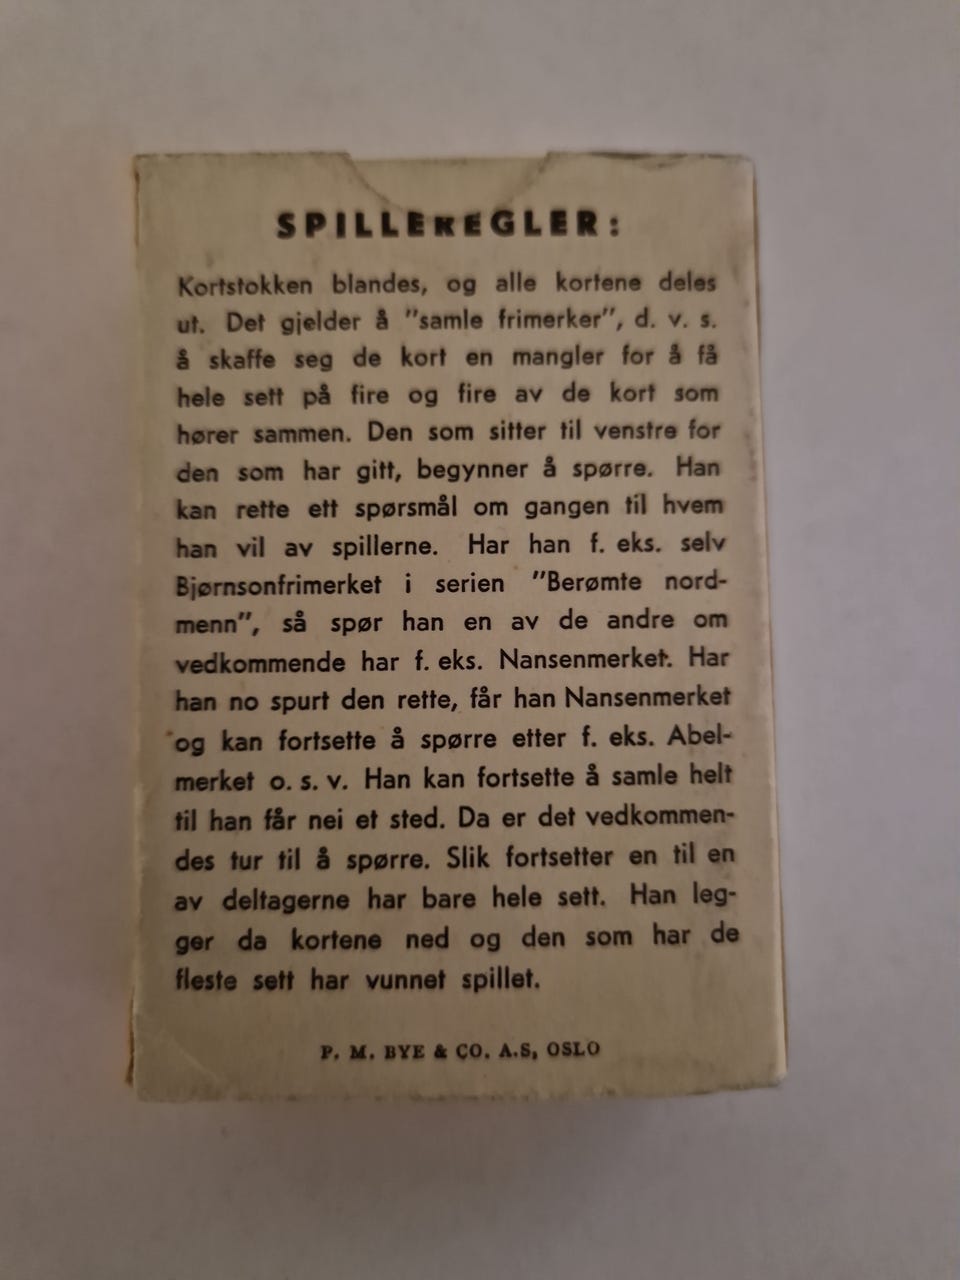 SPILLEREGLER:
Kortstokken blandes, og alle kortene deles
ut. Det gjelder å "samle frimerker", d. v. s.
å skaffe seg de kort en mangler for å få
hele sett på fire og fire av de kort som
hører sammen. Den som sitter til venstre for
den som har gitt, begynner å spørre. Han
kan rette ett spørsmål om gangen til hvem
han vil av spillerne. Har han f. eks. selv
Bjørnsonfrimerket i serien "Berømte nord-
menn", så spør han en av de andre om
vedkommende har f. eks. Nansenmerket. Har
han no spurt den rette, får han Nansenmerket
og kan fortsette å spørre etter f. eks. Abel-
merket o. s. v. Han kan fortsette å samle helt
til han får nei et sted. Da er det vedkommen-
des tur til å spørre. Slik fortsetter en til en
av deltagerne har bare hele sett. Han leg-
ger da kortene ned og den som har de
fleste sett har vunnet spillet.
P. M. BYE & CO. A.S, OSLO